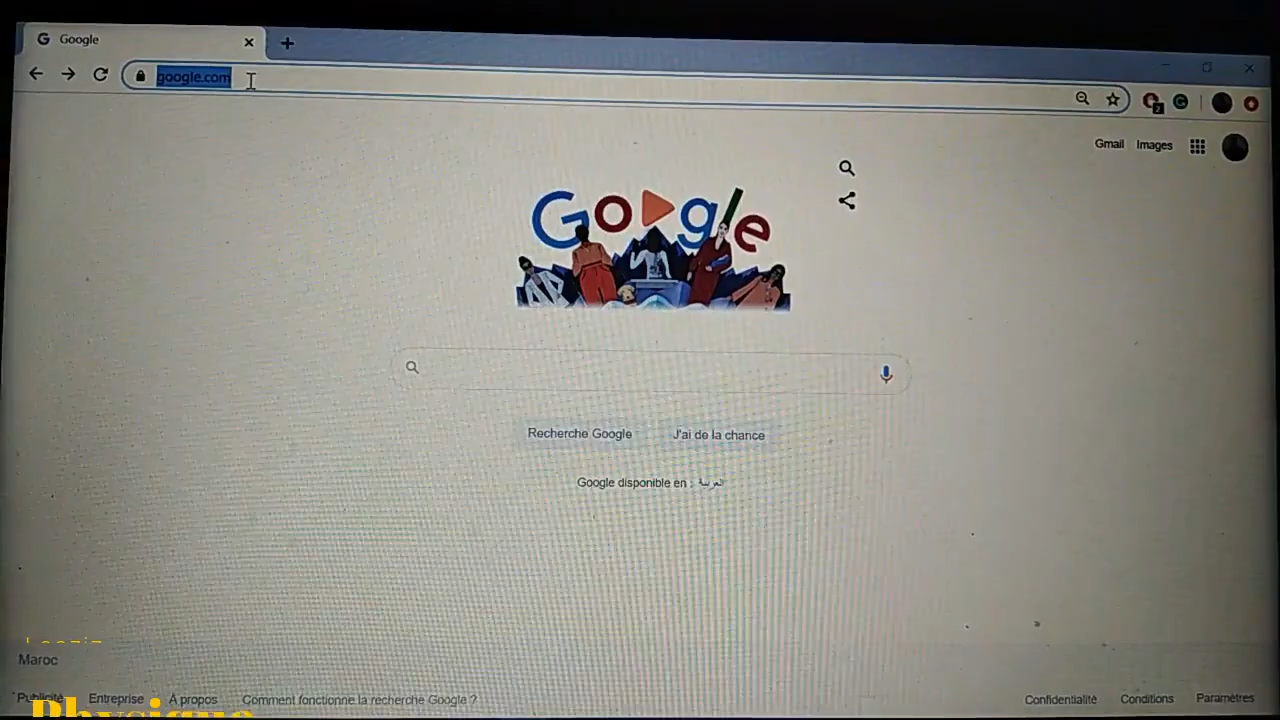 Google
google.com
Gmail Images
Google
Recherche Google J'ai de la chance
Google disponible en : العربية
Maroc
Publicité Entreprise À propos Comment fonctionne la recherche Google ? Confidentialité Conditions Paramètres
Physique